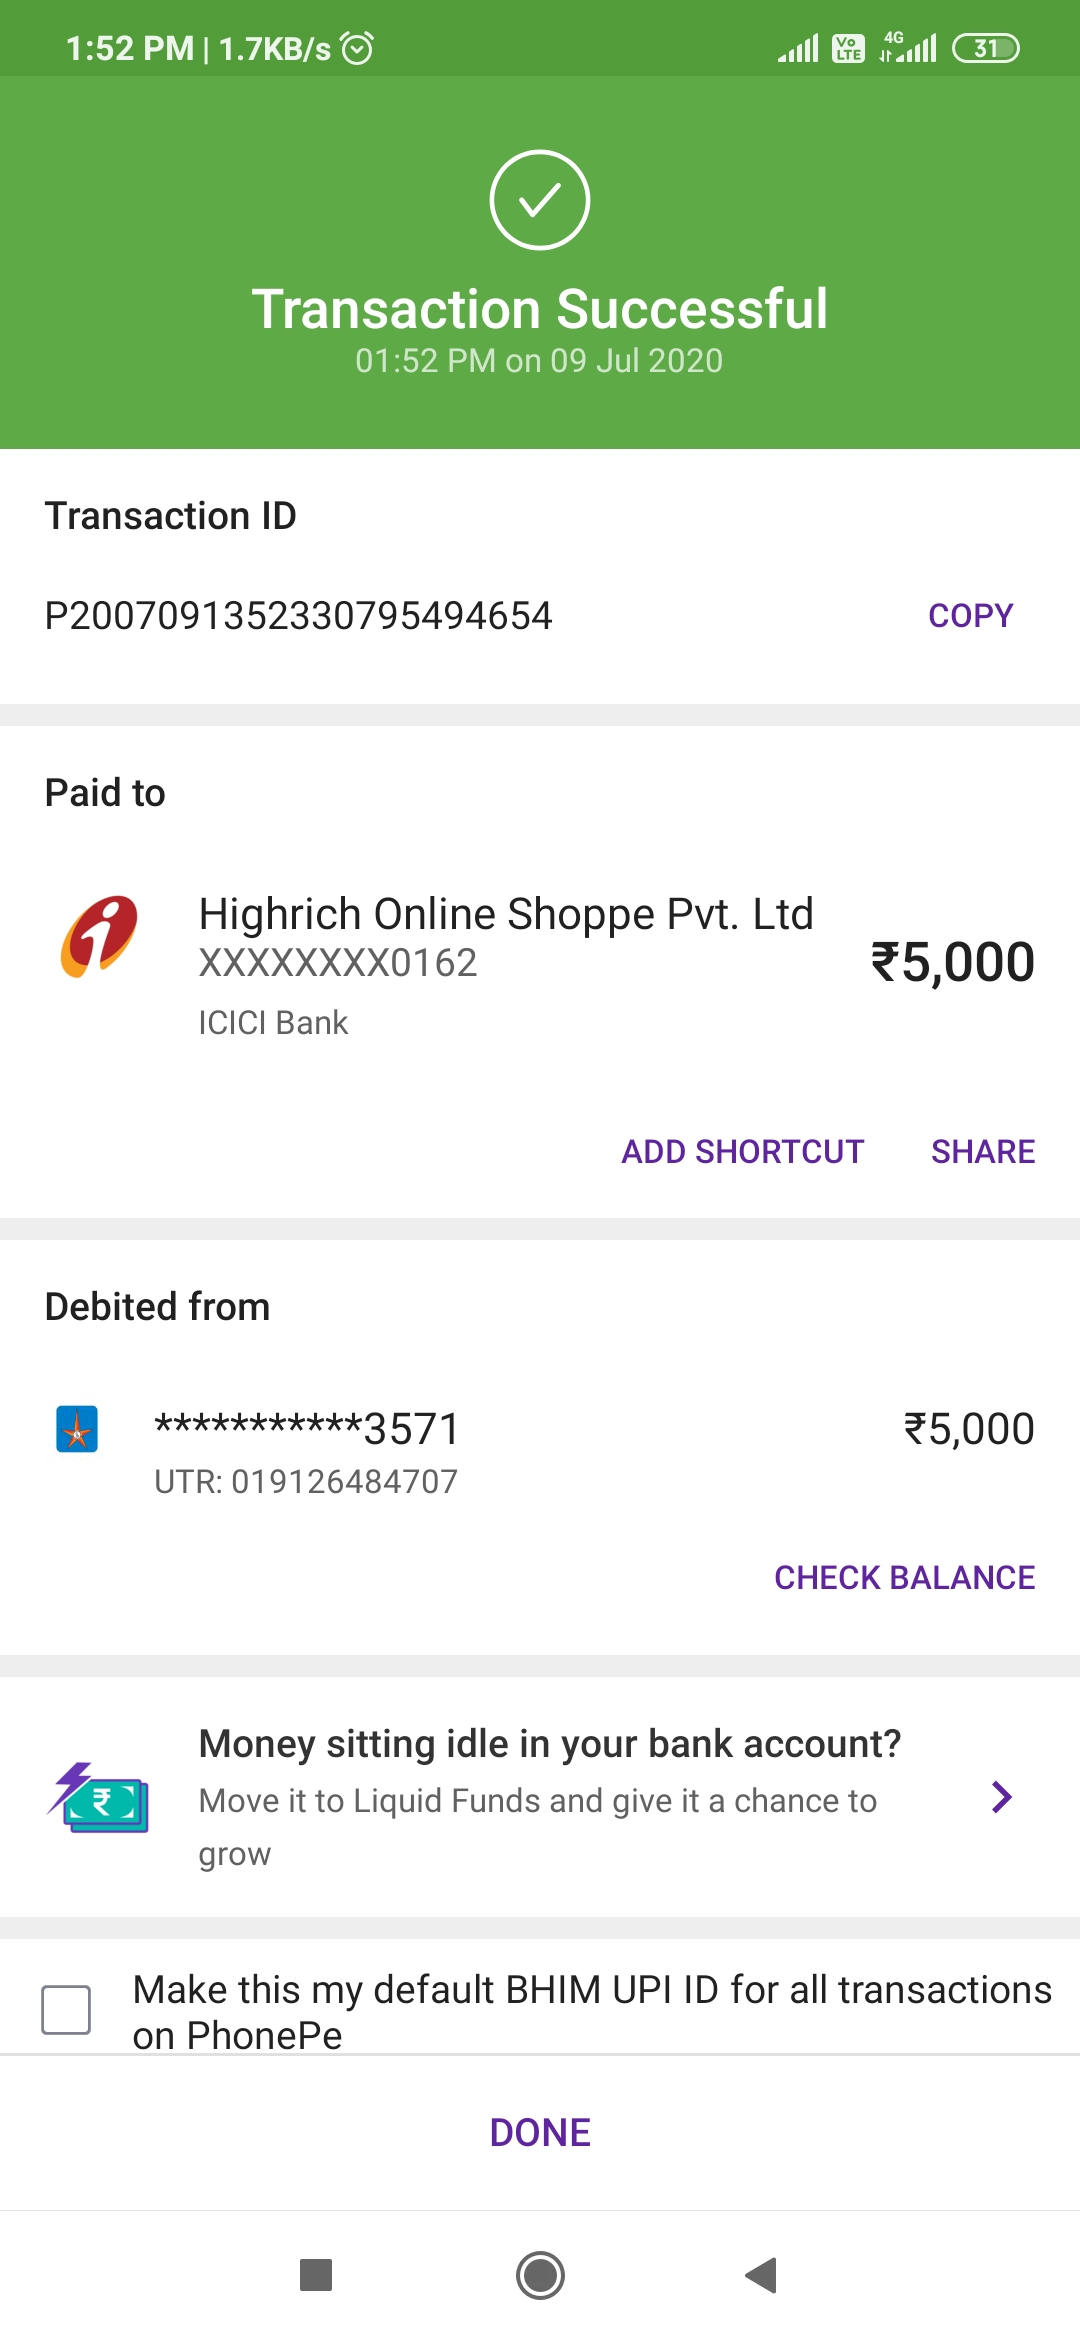 1:52 PM | 1.7KB/s
Vo LTE
4G
31
Transaction Successful
01:52 PM on 09 Jul 2020
Transaction ID
P2007091352330795494654
COPY
Paid to
Highrich Online Shoppe Pvt. Ltd
XXXXXXXX0162
₹5,000
ICICI Bank
ADD SHORTCUT
SHARE
Debited from
***********3571
₹5,000
UTR: 019126484707
CHECK BALANCE
Money sitting idle in your bank account?
Move it to Liquid Funds and give it a chance to
grow
Make this my default BHIM UPI ID for all transactions
on PhonePe
DONE